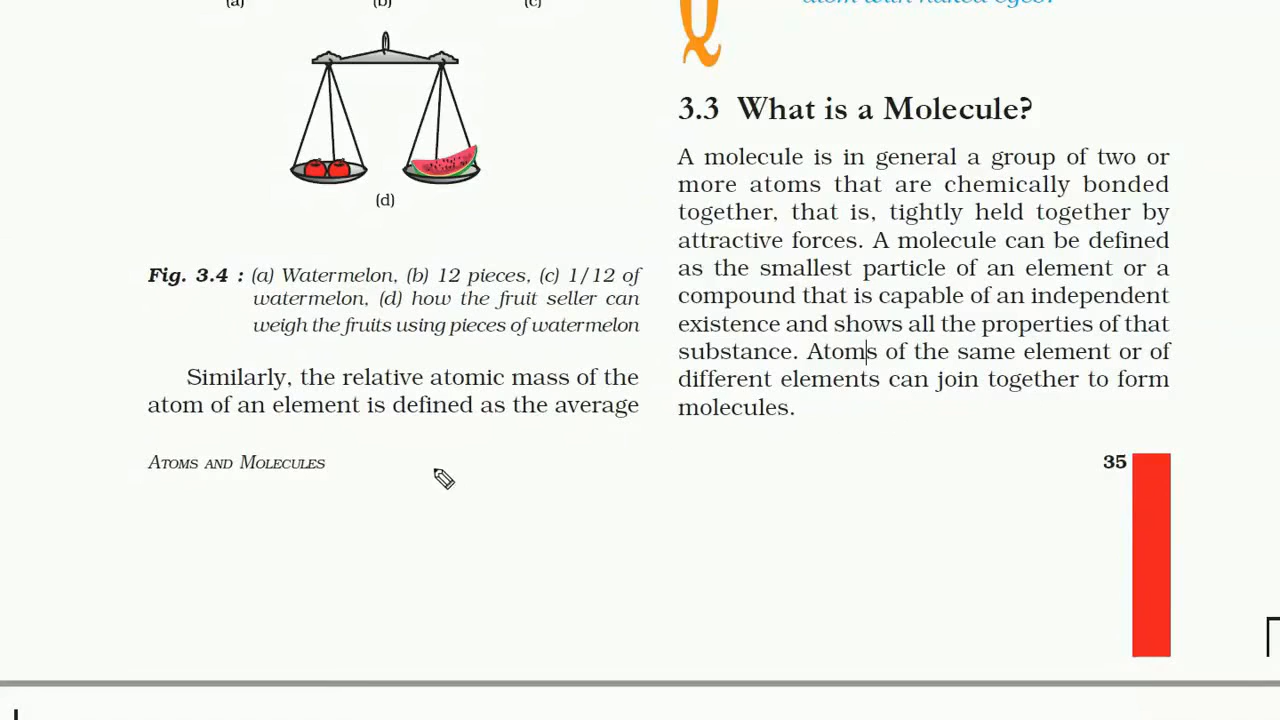 (a) (b) (c)
(d)
Fig. 3.4 : (a) Watermelon, (b) 12 pieces, (c) 1/12 of
watermelon, (d) how the fruit seller can
weigh the fruits using pieces of watermelon
Similarly, the relative atomic mass of the
atom of an element is defined as the average
ATOMS AND MOLECULES
atom with naked eyes?
Q
3.3 What is a Molecule?
A molecule is in general a group of two or
more atoms that are chemically bonded
together, that is, tightly held together by
attractive forces. A molecule can be defined
as the smallest particle of an element or a
compound that is capable of an independent
existence and shows all the properties of that
substance. Atoms of the same element or of
different elements can join together to form
molecules.
35